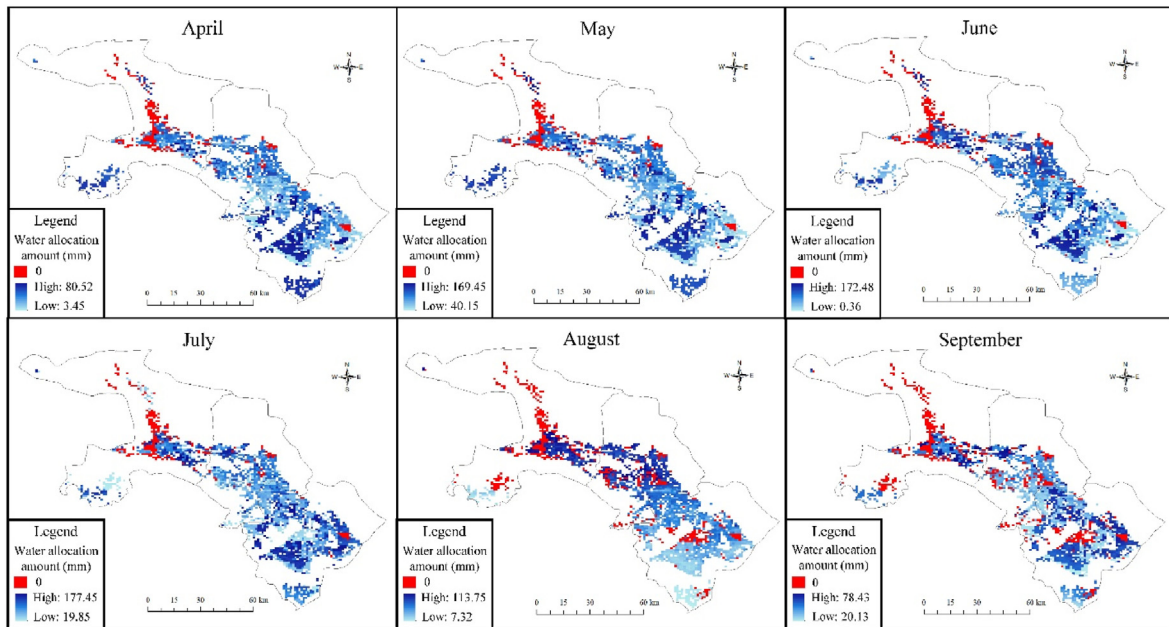 April
N
W E
S
Legend
Water allocation
amount (mm)
0
High: 80.52
Low: 3.45
0 15 30 60 km
May
N
W E
S
Legend
Water allocation
amount (mm)
0
High: 169.45
Low: 40.15
0 15 30 60 km
June
N
W E
S
Legend
Water allocation
amount (mm)
0
High: 172.48
Low: 0.36
0 15 30 60 km
July
N
W E
S
Legend
Water allocation
amount (mm)
0
High: 177.45
Low: 19.85
0 15 30 60 km
August
N
W E
S
Legend
Water allocation
amount (mm)
0
High: 113.75
Low: 7.32
0 15 30 60 km
September
N
W E
S
Legend
Water allocation
amount (mm)
0
High: 78.43
Low: 20.13
0 15 30 60 km